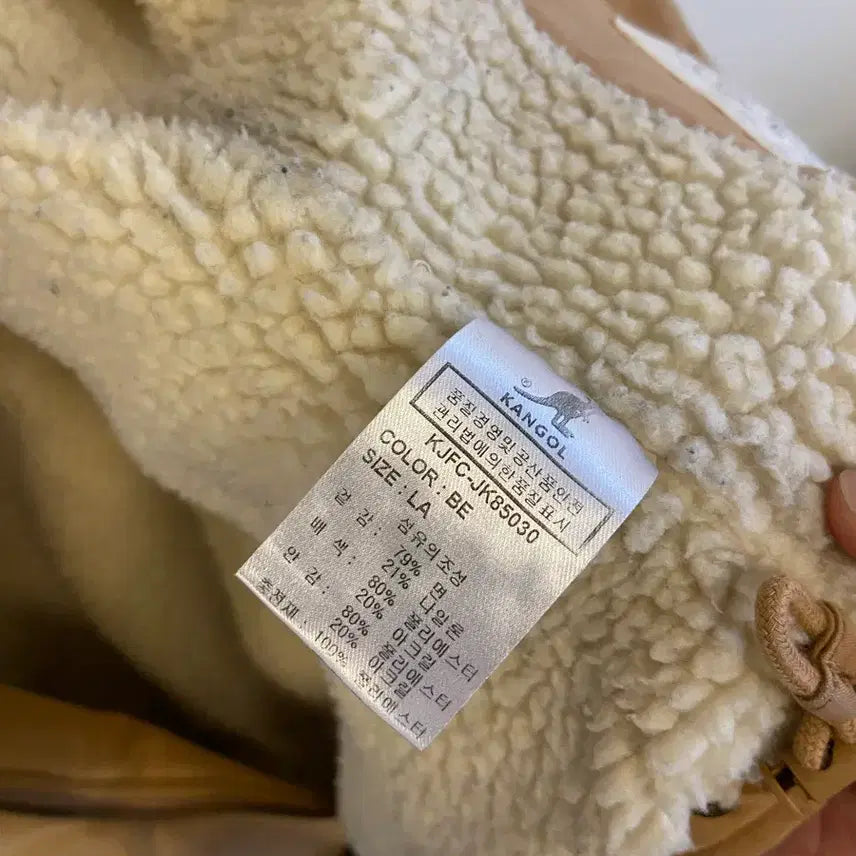 ®
KANGOL
품질경영및공산품안전
관리법에의한품질표시
KJFC-JK85030
COLOR : BE
SIZE : LA
섬유의조성
겉 감 : 79% 면
21% 나일론
배 색 : 80% 폴리에스터
20% 아크릴
안 감 : 80% 폴리에스터
20% 아크릴
충전재 : 100% 폴리에스터